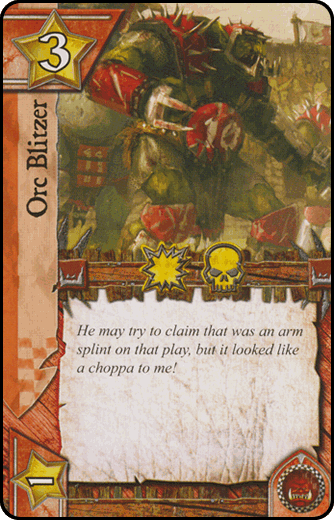 3
Orc Blitzer
He may try to claim that was an arm
splint on that play, but it looked like
a choppa to me!
1